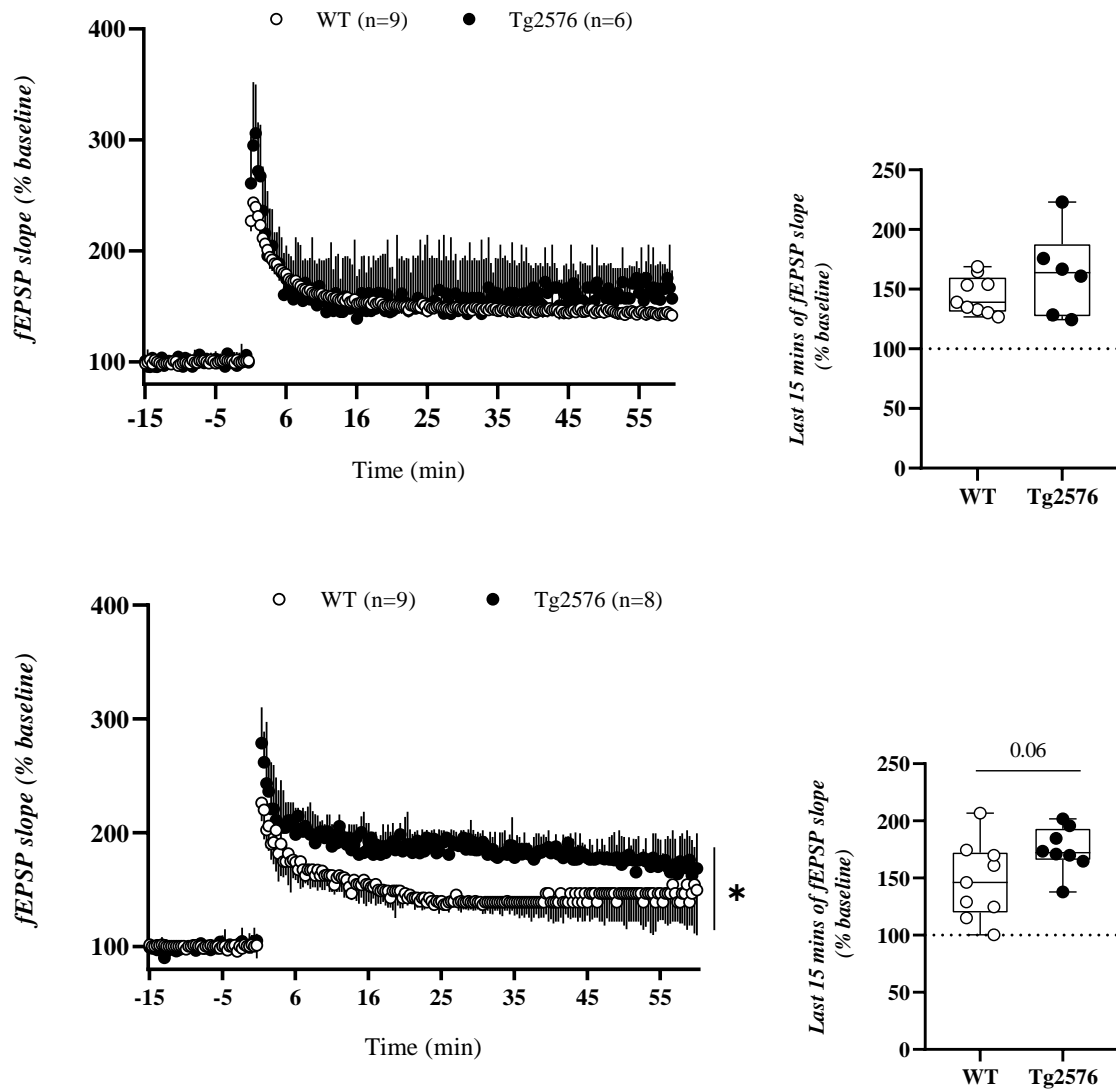 WT (n=9) Tg2576 (n=6)
fEPSP slope (% baseline)
400
300
200
100
-15 -5 6 16 25 35 45 55
Time (min)
Last 15 mins of fEPSP slope
(% baseline)
250
200
150
100
50
0
WT Tg2576
WT (n=9) Tg2576 (n=8)
fEPSP slope (% baseline)
400
300
200
100
*
-15 -5 6 16 25 35 45 55
Time (min)
Last 15 mins of fEPSP slope
(% baseline)
0.06
250
200
150
100
50
0
WT Tg2576